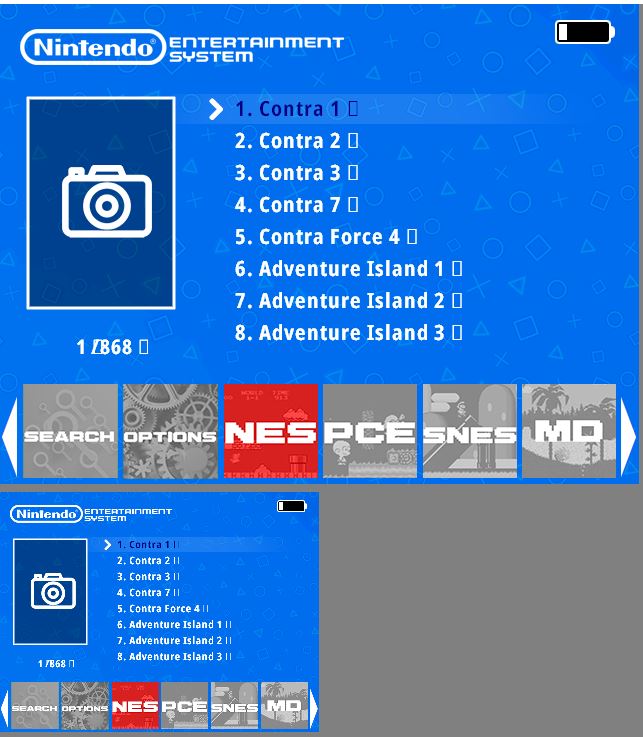 Nintendo® ENTERTAINMENT
SYSTEM
1. Contra 1
2. Contra 2
3. Contra 3
4. Contra 7
5. Contra Force 4
6. Adventure Island 1
7. Adventure Island 2
8. Adventure Island 3
1 /868
SEARCH OPTIONS NES PCE SNES MD
Nintendo ENTERTAINMENT
SYSTEM
1. Contra 1
2. Contra 2
3. Contra 3
4. Contra 7
5. Contra Force 4
6. Adventure Island 1
7. Adventure Island 2
8. Adventure Island 3
1 /868
SEARCH OPTIONS NES PCE SNES MD